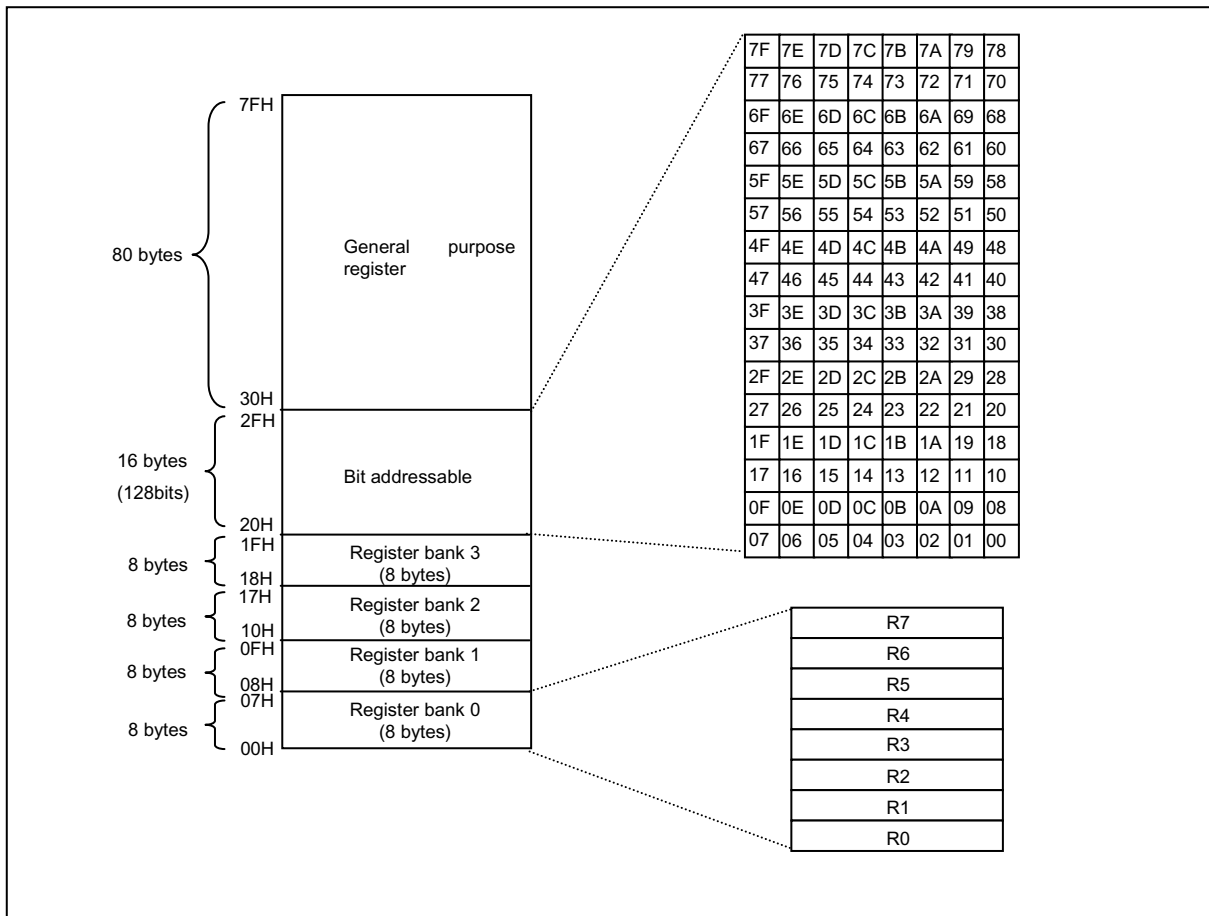 7FH
80 bytes
General purpose
register
30H
2FH
16 bytes
(128bits)
Bit addressable
20H
1FH
8 bytes
Register bank 3
(8 bytes)
18H
17H
8 bytes
Register bank 2
(8 bytes)
10H
0FH
8 bytes
Register bank 1
(8 bytes)
08H
07H
8 bytes
Register bank 0
(8 bytes)
00H
7F 7E 7D 7C 7B 7A 79 78
77 76 75 74 73 72 71 70
6F 6E 6D 6C 6B 6A 69 68
67 66 65 64 63 62 61 60
5F 5E 5D 5C 5B 5A 59 58
57 56 55 54 53 52 51 50
4F 4E 4D 4C 4B 4A 49 48
47 46 45 44 43 42 41 40
3F 3E 3D 3C 3B 3A 39 38
37 36 35 34 33 32 31 30
2F 2E 2D 2C 2B 2A 29 28
27 26 25 24 23 22 21 20
1F 1E 1D 1C 1B 1A 19 18
17 16 15 14 13 12 11 10
0F 0E 0D 0C 0B 0A 09 08
07 06 05 04 03 02 01 00
R7
R6
R5
R4
R3
R2
R1
R0